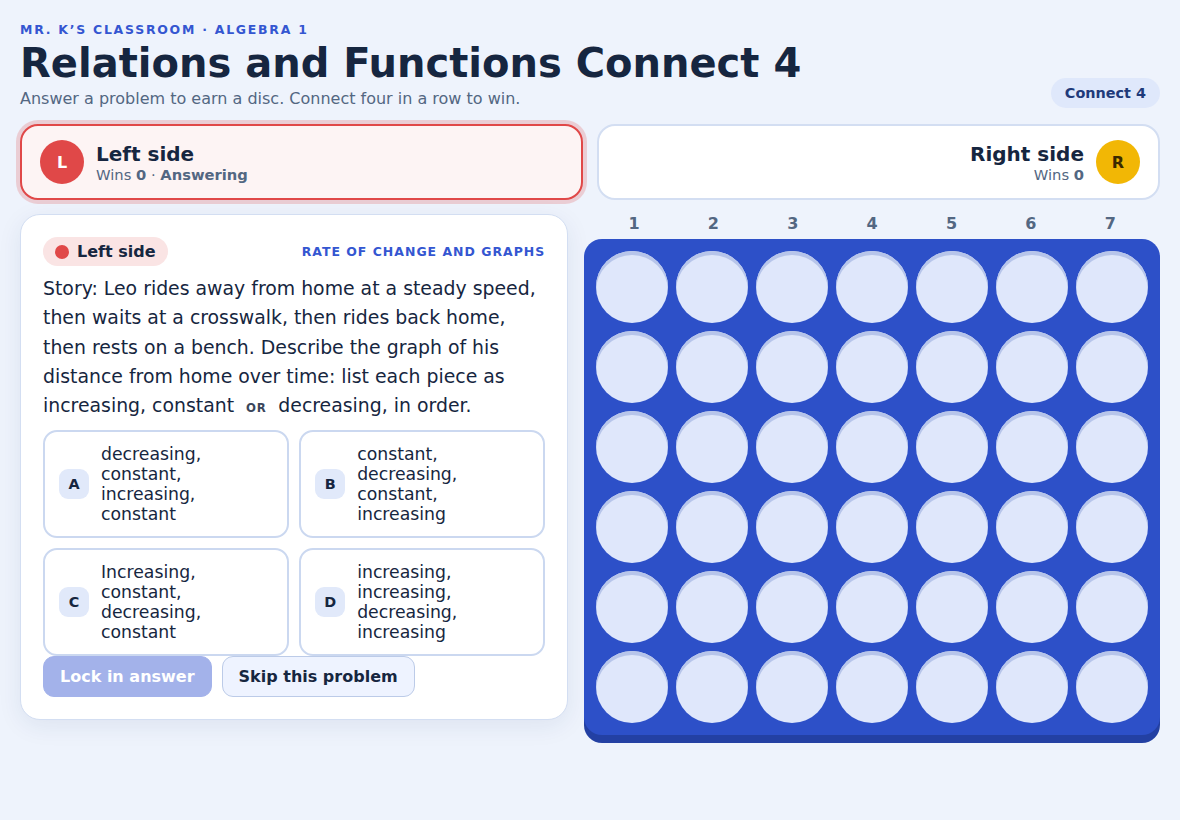 MR. K’S CLASSROOM · ALGEBRA 1
Relations and Functions Connect 4
Answer a problem to earn a disc. Connect four in a row to win.
Connect 4
L
Left side
Wins 0 · Answering
Right side
Wins 0
R
Left side
RATE OF CHANGE AND GRAPHS
Story: Leo rides away from home at a steady speed,
then waits at a crosswalk, then rides back home,
then rests on a bench. Describe the graph of his
distance from home over time: list each piece as
increasing, constant OR decreasing, in order.
A
decreasing,
constant,
increasing,
constant
B
constant,
decreasing,
constant,
increasing
C
Increasing,
constant,
decreasing,
constant
D
increasing,
increasing,
decreasing,
increasing
Lock in answer
Skip this problem
1 2 3 4 5 6 7